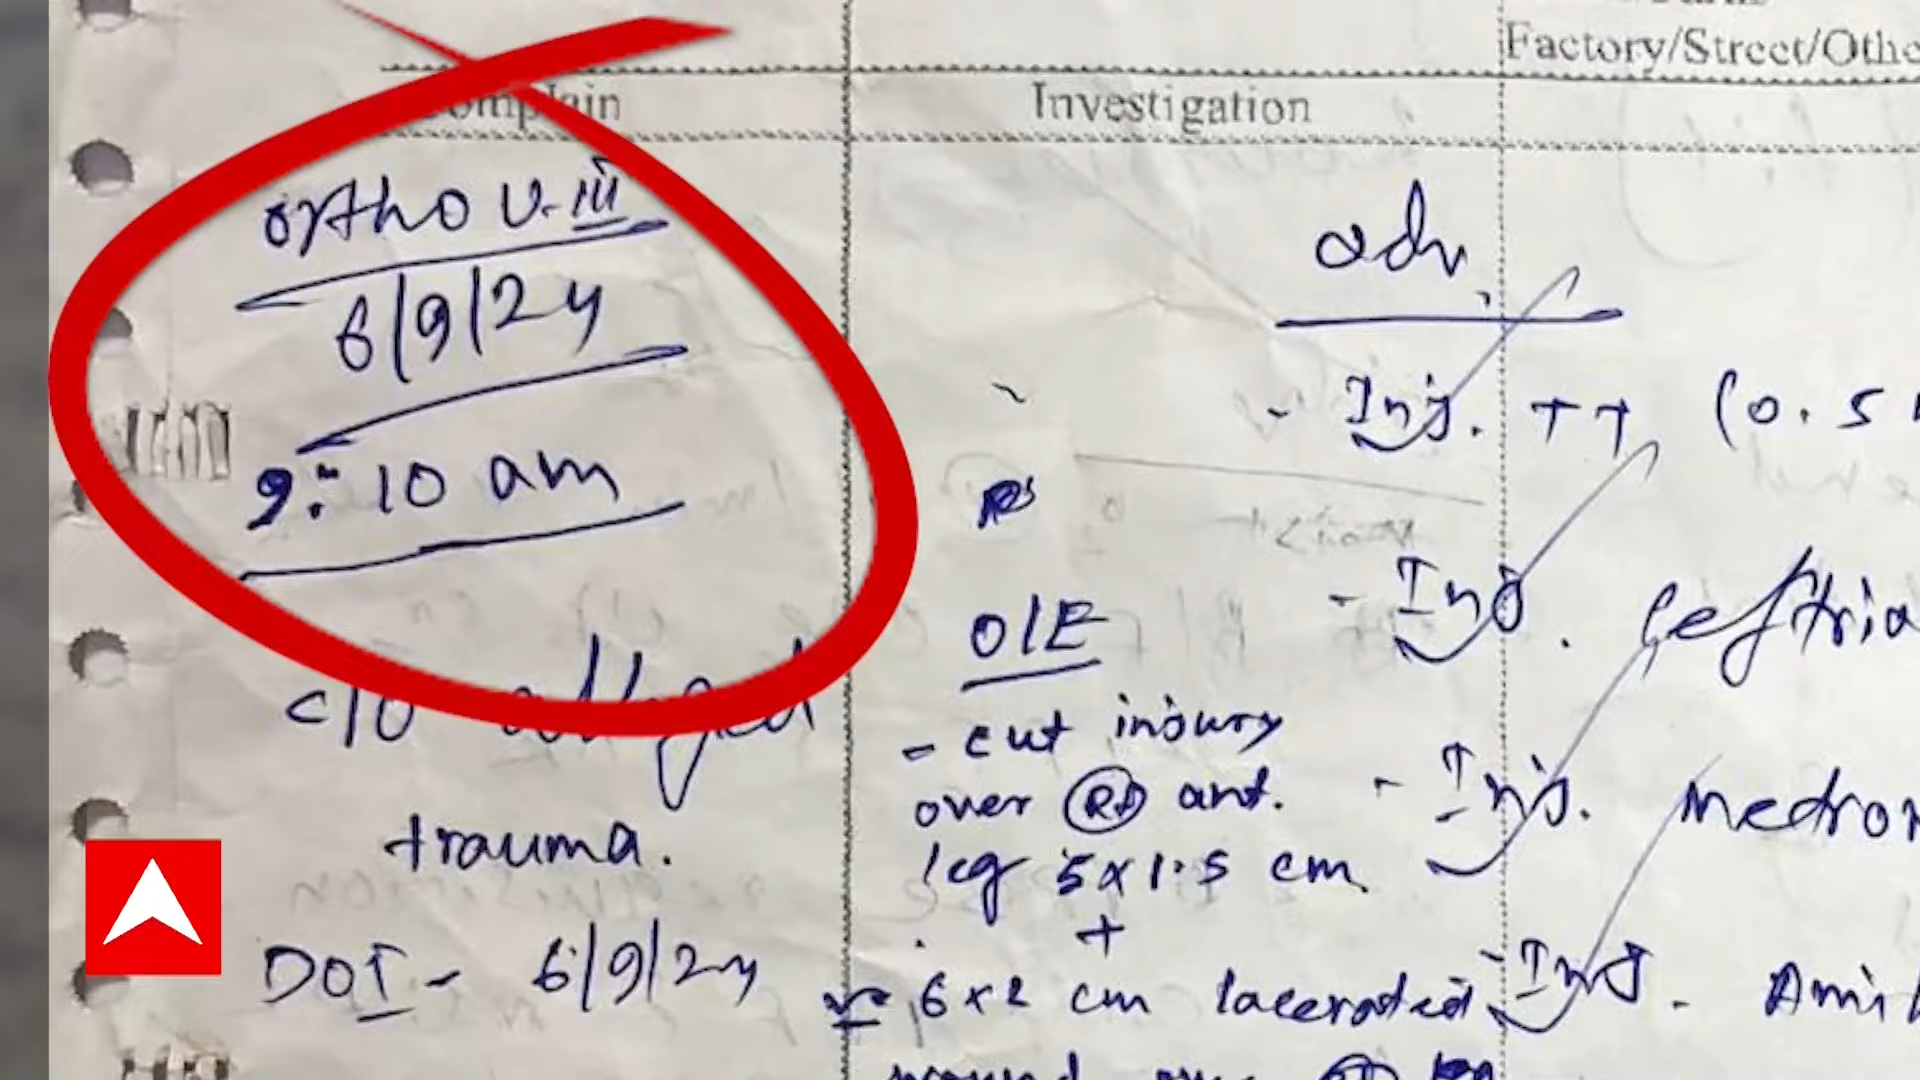 Factory/Street/Othe
Complain
Investigation
ortho U-III
6/9/24
9:10 am
c/o alleged
trauma.
DOI - 6/9/24
O/E
- cut injury
over Rt ant.
leg 5x1.5 cm
+
6x2 cm lacerated
adv.
- Inj. TT (0.5
- Inj. Ceftria
- Inj. Metron
- Inj. Ami